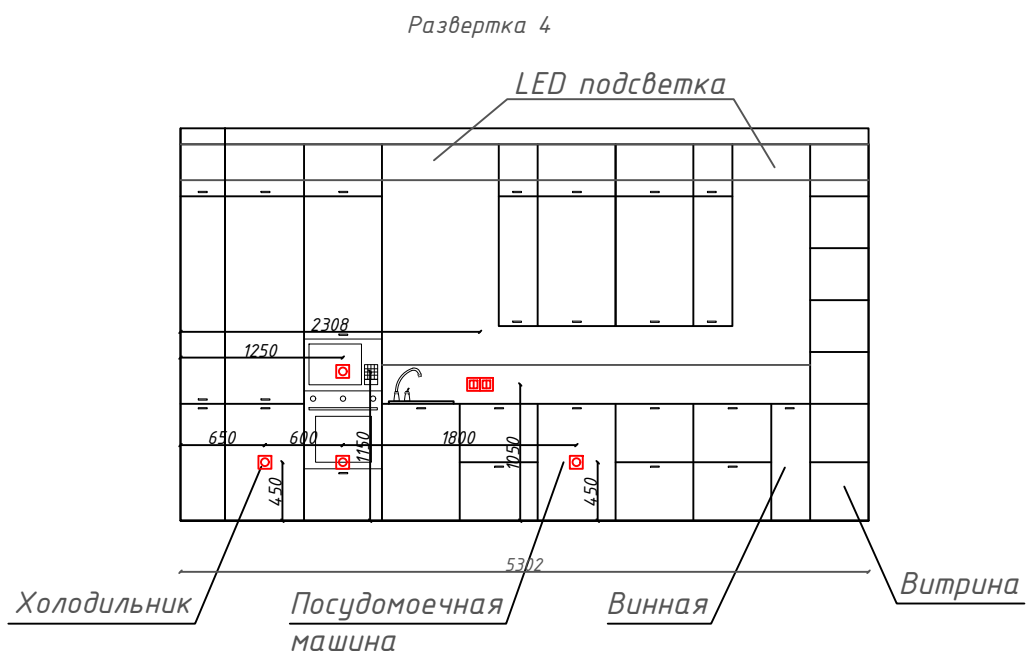 Развертка 4
LED подсветка
2308
1250
650
600
1800
1150
1050
450
450
5302
Холодильник
Посудомоечная
машина
Винная
Витрина